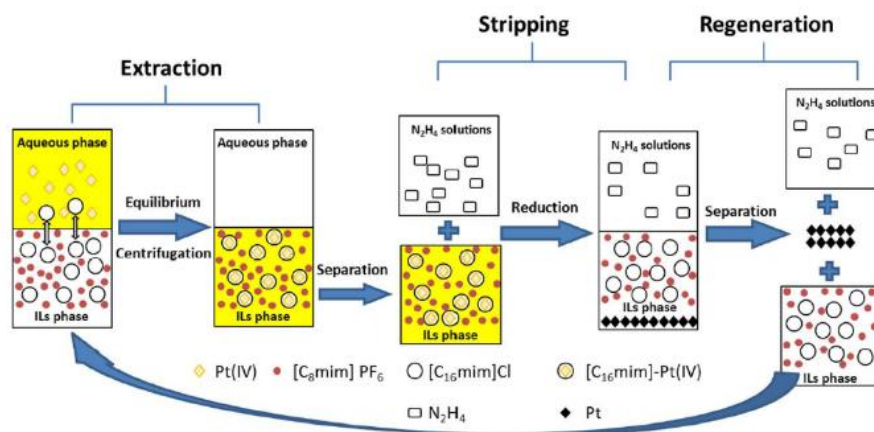 Stripping
Regeneration
Extraction
N₂H₄ solutions
Aqueous phase
Aqueous phase
N₂H₄ solutions
N₂H₄ solutions
Equilibrium
Centrifugation
Reduction
Separation
Separation
ILs phase
ILs phase
ILs phase
ILs phase
ILs phase
Pt(IV)
[C₈mim] PF₆
[C₁₆mim]Cl
[C₁₆mim]-Pt(IV)
N₂H₄
Pt